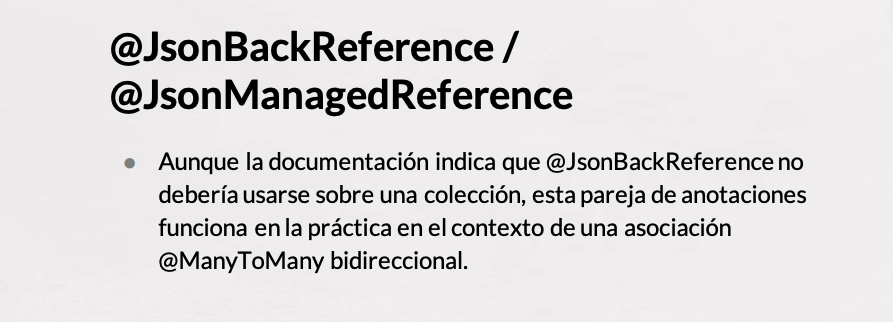 @JsonBackReference /
@JsonManagedReference
● Aunque la documentación indica que @JsonBackReference no
debería usarse sobre una colección, esta pareja de anotaciones
funciona en la práctica en el contexto de una asociación
@ManyToMany bidireccional.